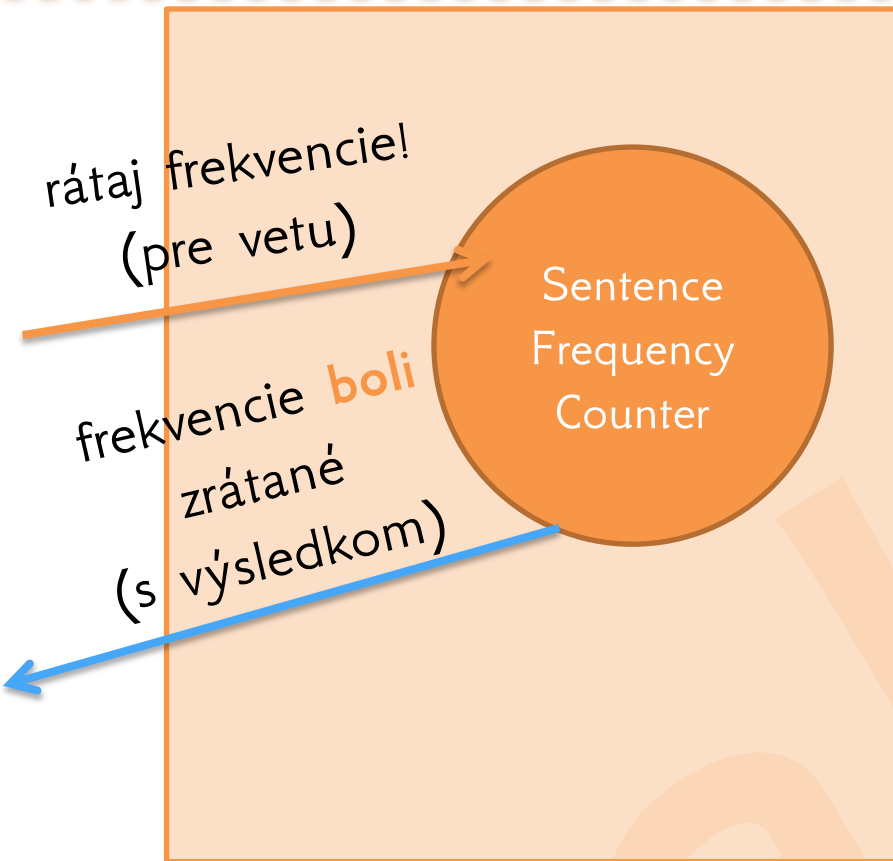 rátaj frekvencie!
(pre vetu)
frekvencie boli
zrátané
(s výsledkom)
Sentence
Frequency
Counter